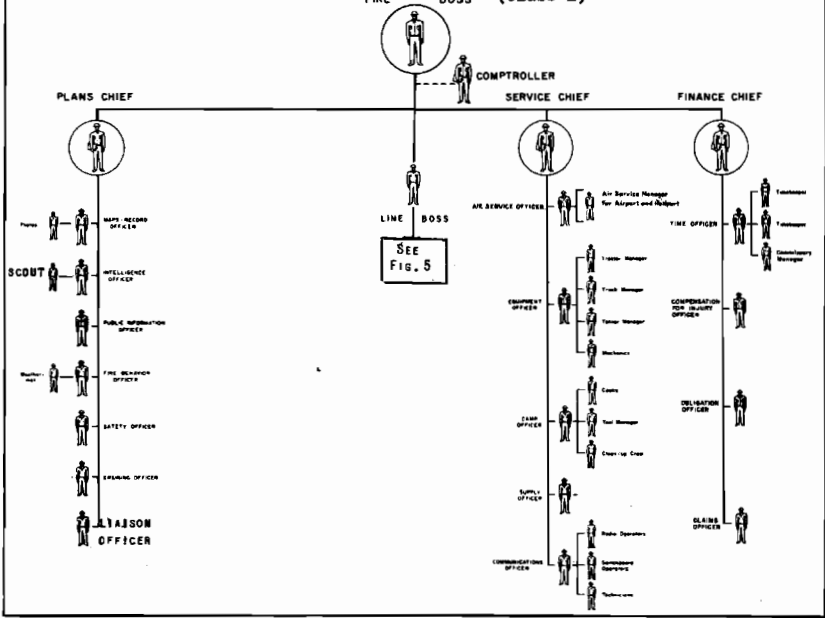 FIRE BOSS (CLASS E)
COMPTROLLER
PLANS CHIEF
SERVICE CHIEF
FINANCE CHIEF
LINE BOSS
SEE
FIG. 5
MAPS-RECORD
OFFICER
SCOUT
INTELLIGENCE
OFFICER
PUBLIC INFORMATION
OFFICER
FIRE BEHAVIOR
OFFICER
SAFETY OFFICER
OFFICER
LIAISON
OFFICER
AIR SERVICE OFFICER
Air Service Manager
for Airport and Heliport
EQUIPMENT
OFFICER
Tractor Manager
Truck Manager
Manager
Mechanics
CAMP
OFFICER
Cooks
Tool Manager
Clean-up Crew
SUPPLY
OFFICER
COMMUNICATIONS
OFFICER
Radio Operators
Operators
Technicians
TIME OFFICER
Timekeeper
Timekeeper
Commissary
Manager
COMPENSATION
FOR INJURY
OFFICER
OBLIGATION
OFFICER
CLAIMS
OFFICER